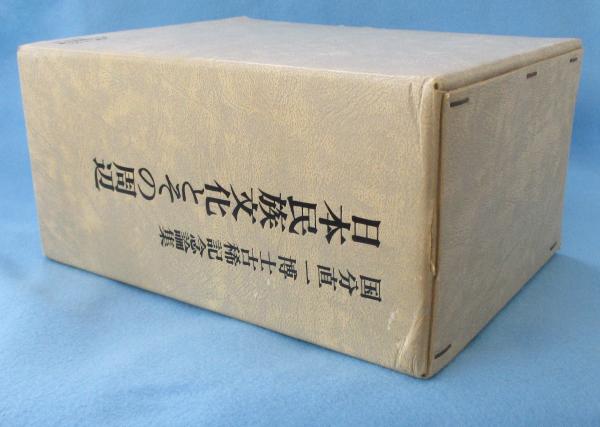 日本民族文化とその周辺
国分直一博士古稀記念論集